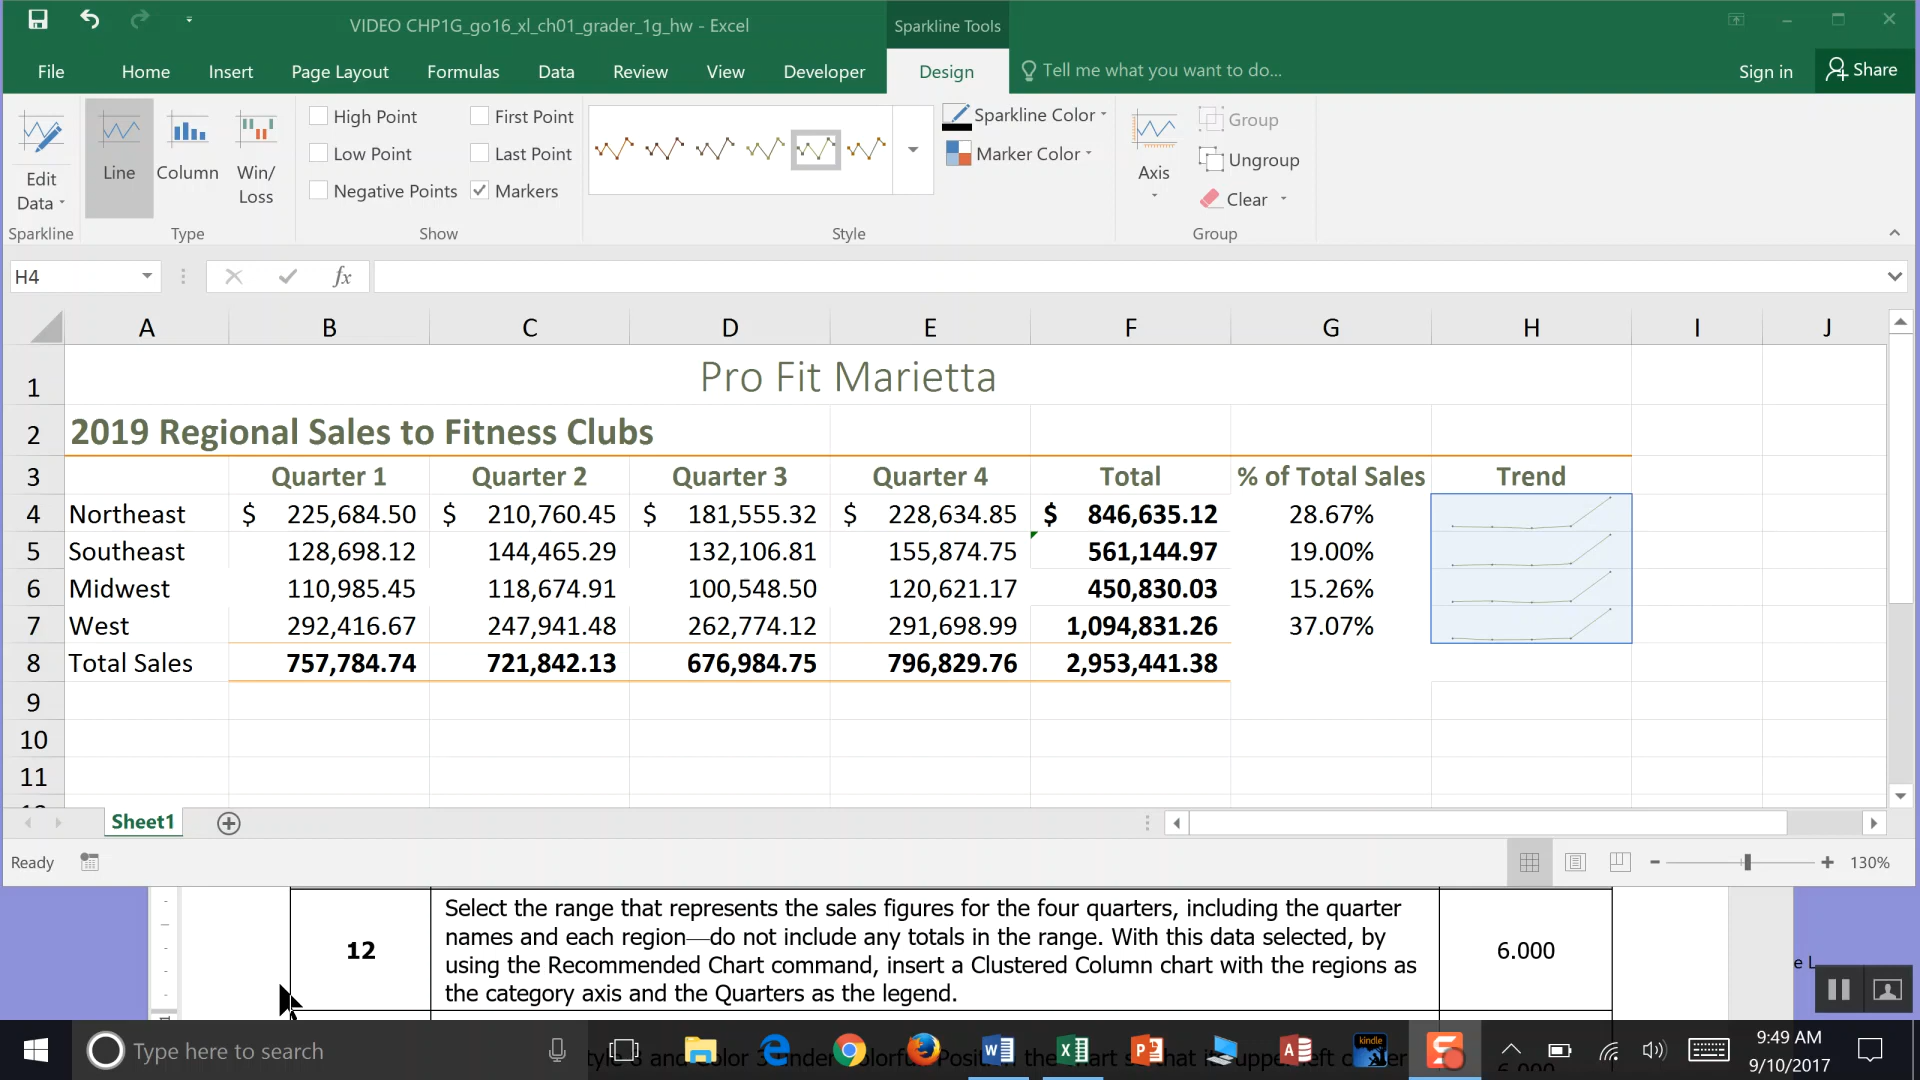 VIDEO CHP1G_go16_xl_ch01_grader_1g_hw - Excel
Sparkline Tools
File Home Insert Page Layout Formulas Data Review View Developer Design Tell me what you want to do... Sign in Share
Edit Data
Line Column Win/ Loss
High Point First Point
Low Point Last Point
Negative Points Markers
Sparkline Color
Marker Color
Axis
Group
Ungroup
Clear
Sparkline Type Show Style Group
H4 fx
A B C D E F G H I J
1 Pro Fit Marietta
2 2019 Regional Sales to Fitness Clubs
3 Quarter 1 Quarter 2 Quarter 3 Quarter 4 Total % of Total Sales Trend
4 Northeast $ 225,684.50 $ 210,760.45 $ 181,555.32 $ 228,634.85 $ 846,635.12 28.67%
5 Southeast 128,698.12 144,465.29 132,106.81 155,874.75 561,144.97 19.00%
6 Midwest 110,985.45 118,674.91 100,548.50 120,621.17 450,830.03 15.26%
7 West 292,416.67 247,941.48 262,774.12 291,698.99 1,094,831.26 37.07%
8 Total Sales 757,784.74 721,842.13 676,984.75 796,829.76 2,953,441.38
9
10
11
Sheet1
Ready 130%
12
Select the range that represents the sales figures for the four quarters, including the quarter
names and each region—do not include any totals in the range. With this data selected, by
using the Recommended Chart command, insert a Clustered Column chart with the regions as
the category axis and the Quarters as the legend.
6.000
Type here to search
kindle
9:49 AM
9/10/2017